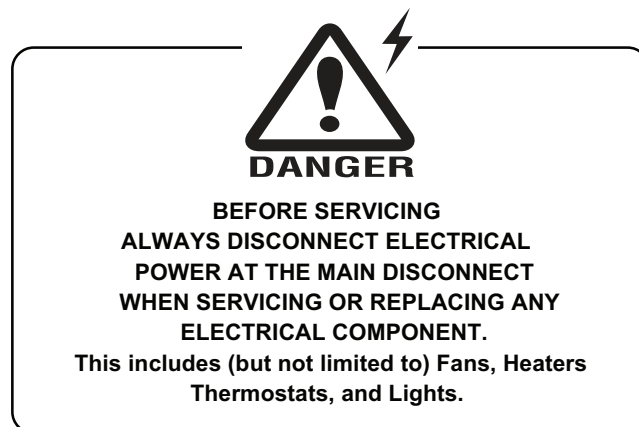 DANGER
BEFORE SERVICING
ALWAYS DISCONNECT ELECTRICAL
POWER AT THE MAIN DISCONNECT
WHEN SERVICING OR REPLACING ANY
ELECTRICAL COMPONENT.
This includes (but not limited to) Fans, Heaters
Thermostats, and Lights.